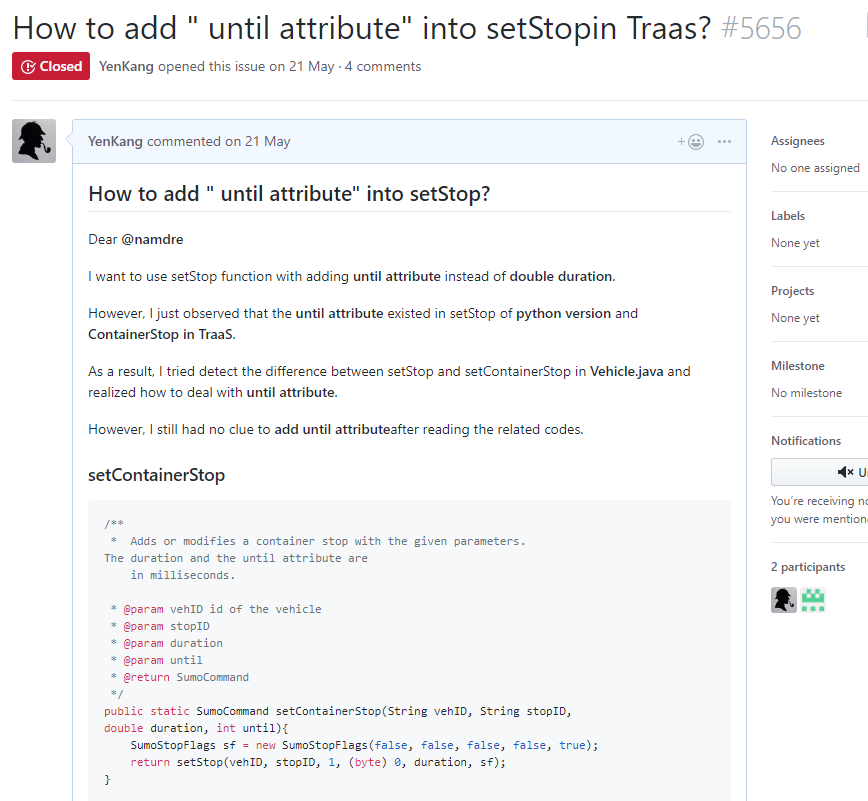 How to add " until attribute" into setStopin Traas? #5656
Closed YenKang opened this issue on 21 May · 4 comments
YenKang commented on 21 May
How to add " until attribute" into setStop?
Dear @namdre
I want to use setStop function with adding until attribute instead of double duration.
However, I just observed that the until attribute existed in setStop of python version and
ContainerStop in TraaS.
As a result, I tried detect the difference between setStop and setContainerStop in Vehicle.java and
realized how to deal with until attribute.
However, I still had no clue to add until attributeafter reading the related codes.
setContainerStop
/**
 *  Adds or modifies a container stop with the given parameters.
The duration and the until attribute are
    in milliseconds.
 * @param vehID id of the vehicle
 * @param stopID
 * @param duration
 * @param until
 * @return SumoCommand
 */
public static SumoCommand setContainerStop(String vehID, String stopID,
double duration, int until){
    SumoStopFlags sf = new SumoStopFlags(false, false, false, false, true);
    return setStop(vehID, stopID, 1, (byte) 0, duration, sf);
}
Assignees
No one assigned
Labels
None yet
Projects
None yet
Milestone
No milestone
Notifications
You're receiving
you were
2 participants